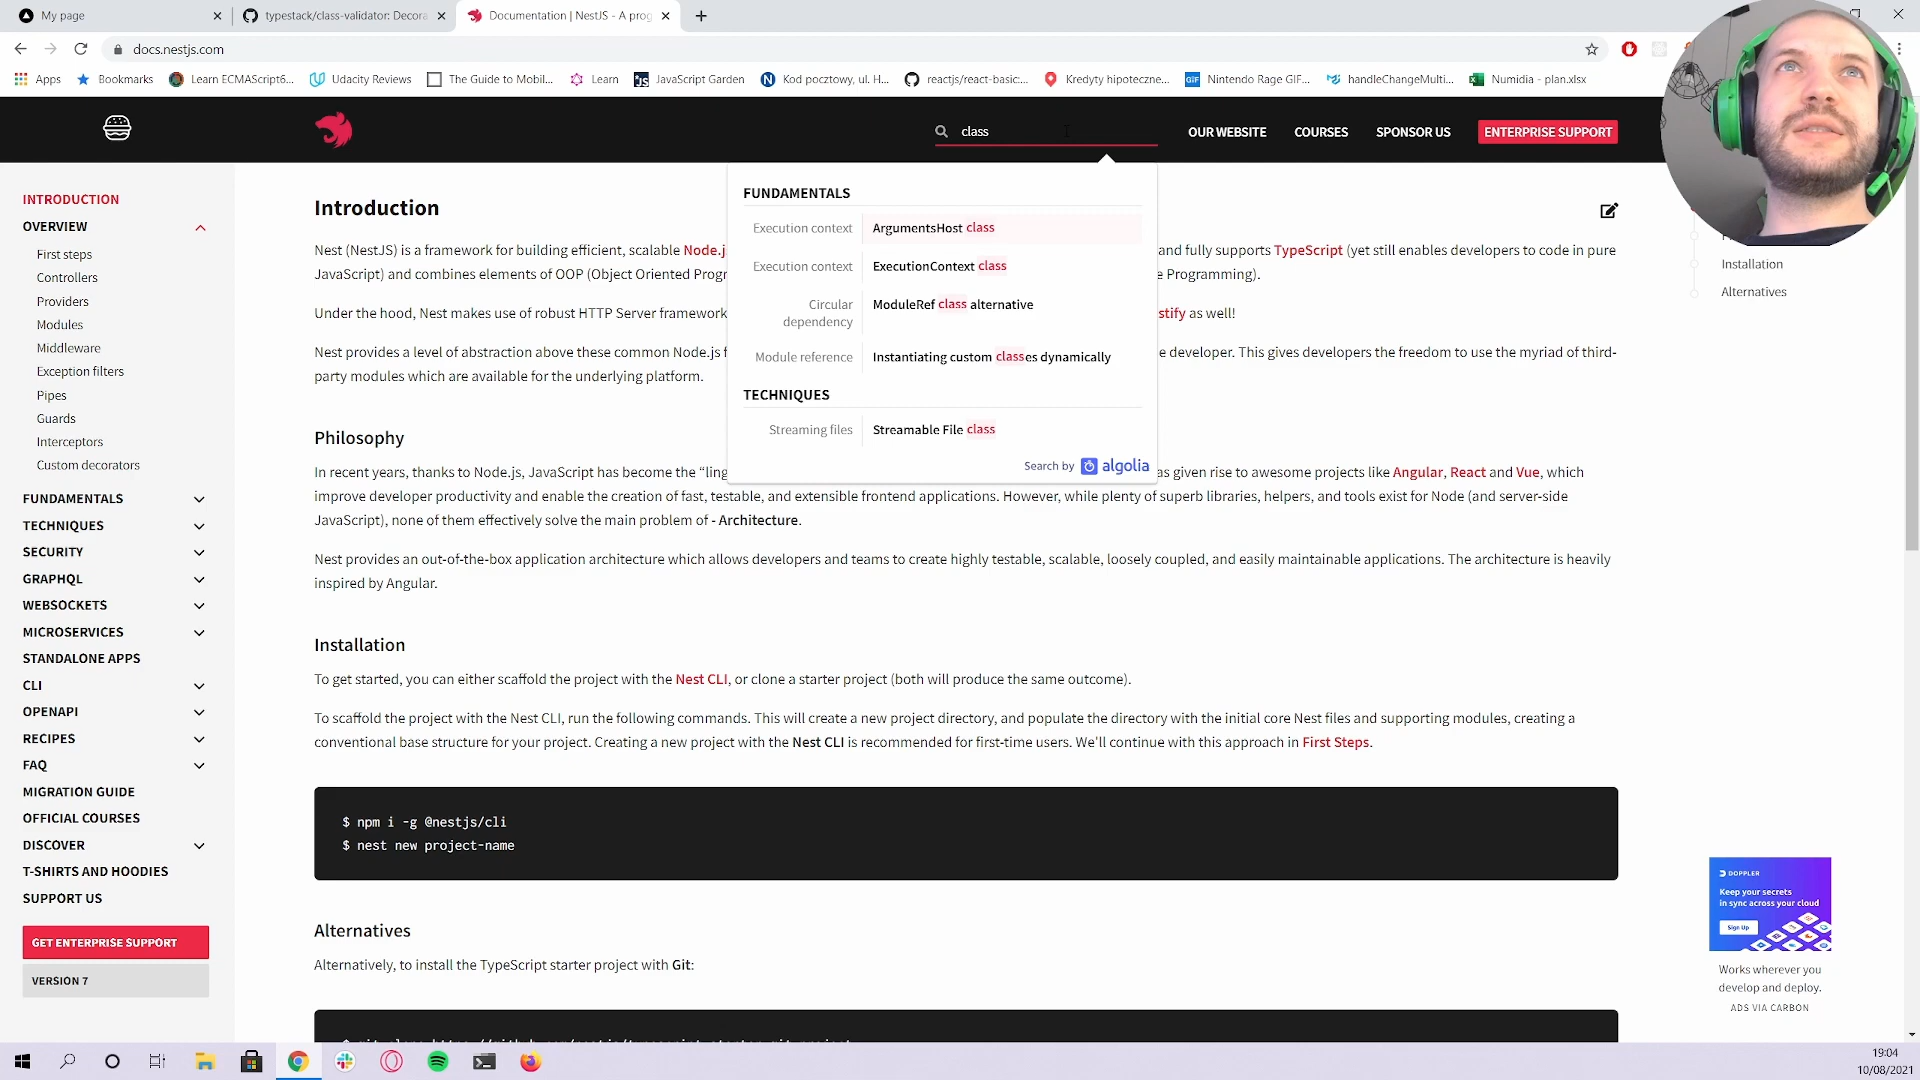 My page
typestack/class-validator: Decora
Documentation | NestJS - A prog
docs.nestjs.com
Apps
Bookmarks
Learn ECMAScript6...
Udacity Reviews
The Guide to Mobil...
Learn
JavaScript Garden
Kod pocztowy, ul. H...
reactjs/react-basic:...
Kredyty hipoteczne...
Nintendo Rage GIF...
handleChangeMulti...
Numidia - plan.xlsx
class
OUR WEBSITE
COURSES
SPONSOR US
ENTERPRISE SUPPORT
INTRODUCTION
OVERVIEW
First steps
Controllers
Providers
Modules
Middleware
Exception filters
Pipes
Guards
Interceptors
Custom decorators
FUNDAMENTALS
TECHNIQUES
SECURITY
GRAPHQL
WEBSOCKETS
MICROSERVICES
STANDALONE APPS
CLI
OPENAPI
RECIPES
FAQ
MIGRATION GUIDE
OFFICIAL COURSES
DISCOVER
T-SHIRTS AND HOODIES
SUPPORT US
GET ENTERPRISE SUPPORT
VERSION 7
Introduction
Nest (NestJS) is a framework for building efficient, scalable Node.j
and fully supports TypeScript (yet still enables developers to code in pure
JavaScript) and combines elements of OOP (Object Oriented Progr
e Programming).
Under the hood, Nest makes use of robust HTTP Server framework
stify as well!
Nest provides a level of abstraction above these common Node.js f
e developer. This gives developers the freedom to use the myriad of third-
party modules which are available for the underlying platform.
FUNDAMENTALS
Execution context ArgumentsHost class
Execution context ExecutionContext class
Circular dependency ModuleRef class alternative
Module reference Instantiating custom classes dynamically
TECHNIQUES
Streaming files Streamable File class
Search by algolia
Philosophy
In recent years, thanks to Node.js, JavaScript has become the “ling
as given rise to awesome projects like Angular, React and Vue, which
improve developer productivity and enable the creation of fast, testable, and extensible frontend applications. However, while plenty of superb libraries, helpers, and tools exist for Node (and server-side
JavaScript), none of them effectively solve the main problem of - Architecture.
Nest provides an out-of-the-box application architecture which allows developers and teams to create highly testable, scalable, loosely coupled, and easily maintainable applications. The architecture is heavily
inspired by Angular.
Installation
To get started, you can either scaffold the project with the Nest CLI, or clone a starter project (both will produce the same outcome).
To scaffold the project with the Nest CLI, run the following commands. This will create a new project directory, and populate the directory with the initial core Nest files and supporting modules, creating a
conventional base structure for your project. Creating a new project with the Nest CLI is recommended for first-time users. We'll continue with this approach in First Steps.
$ npm i -g @nestjs/cli
$ nest new project-name
Alternatives
Alternatively, to install the TypeScript starter project with Git:
Installation
Alternatives
DOPPLER
Keep your secrets
in sync across your cloud
Sign Up
Works wherever you
develop and deploy.
ADS VIA CARBON
19:04
10/08/2021